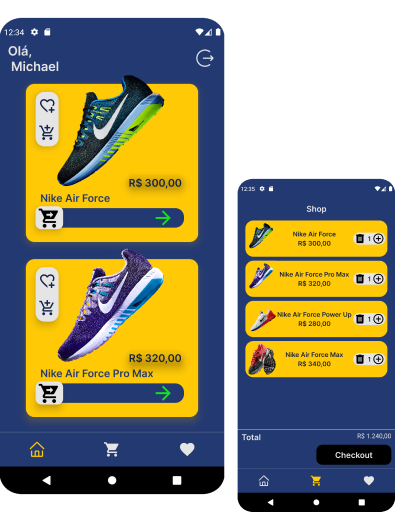 12:34
Olá,
Michael
R$ 300,00
Nike Air Force
R$ 320,00
Nike Air Force Pro Max
12:35
Shop
Nike Air Force
R$ 300,00
1
Nike Air Force Pro Max
R$ 320,00
1
Nike Air Force Power Up
R$ 280,00
1
Nike Air Force Max
R$ 340,00
1
Total
R$ 1.240,00
Checkout